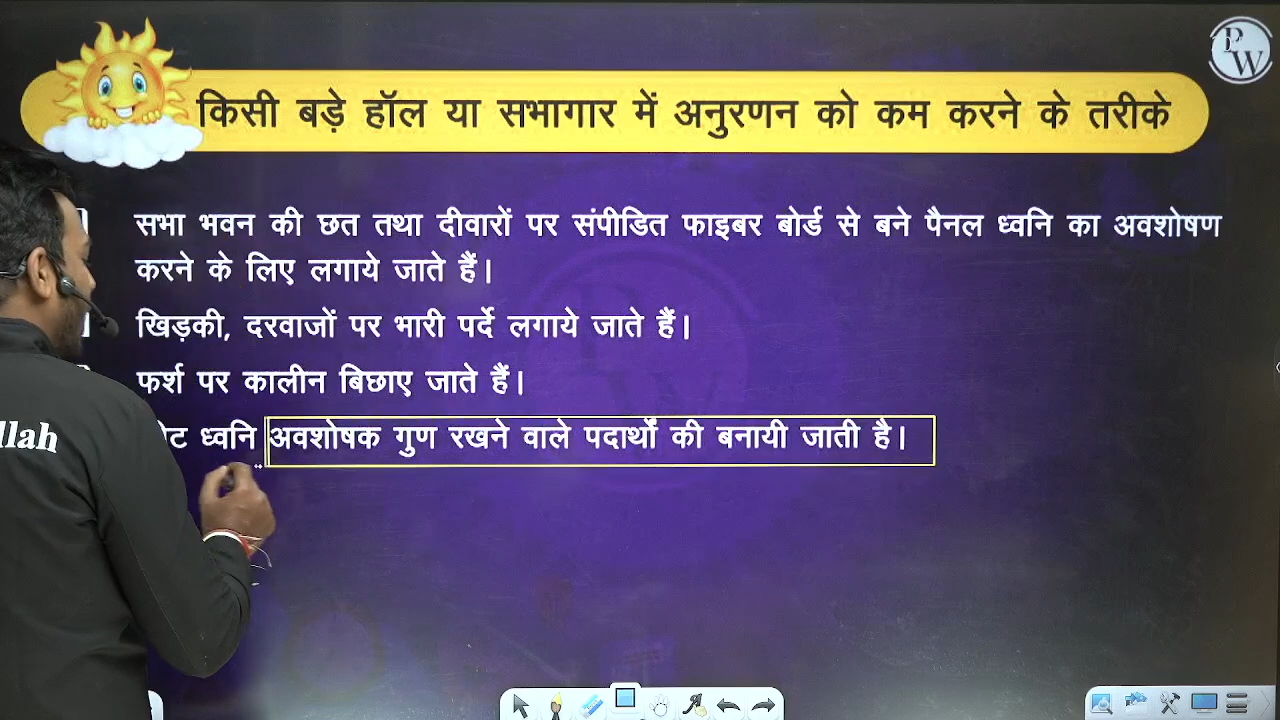 किसी बड़े हॉल या सभागार में अनुरणन को कम करने के तरीके
सभा भवन की छत तथा दीवारों पर संपीडित फाइबर बोर्ड से बने पैनल ध्वनि का अवशोषण
करने के लिए लगाये जाते हैं।
खिड़की, दरवाजों पर भारी पर्दे लगाये जाते हैं।
फर्श पर कालीन बिछाए जाते हैं।
ध्वनि अवशोषक गुण रखने वाले पदार्थों की बनायी जाती है।
llah
PW